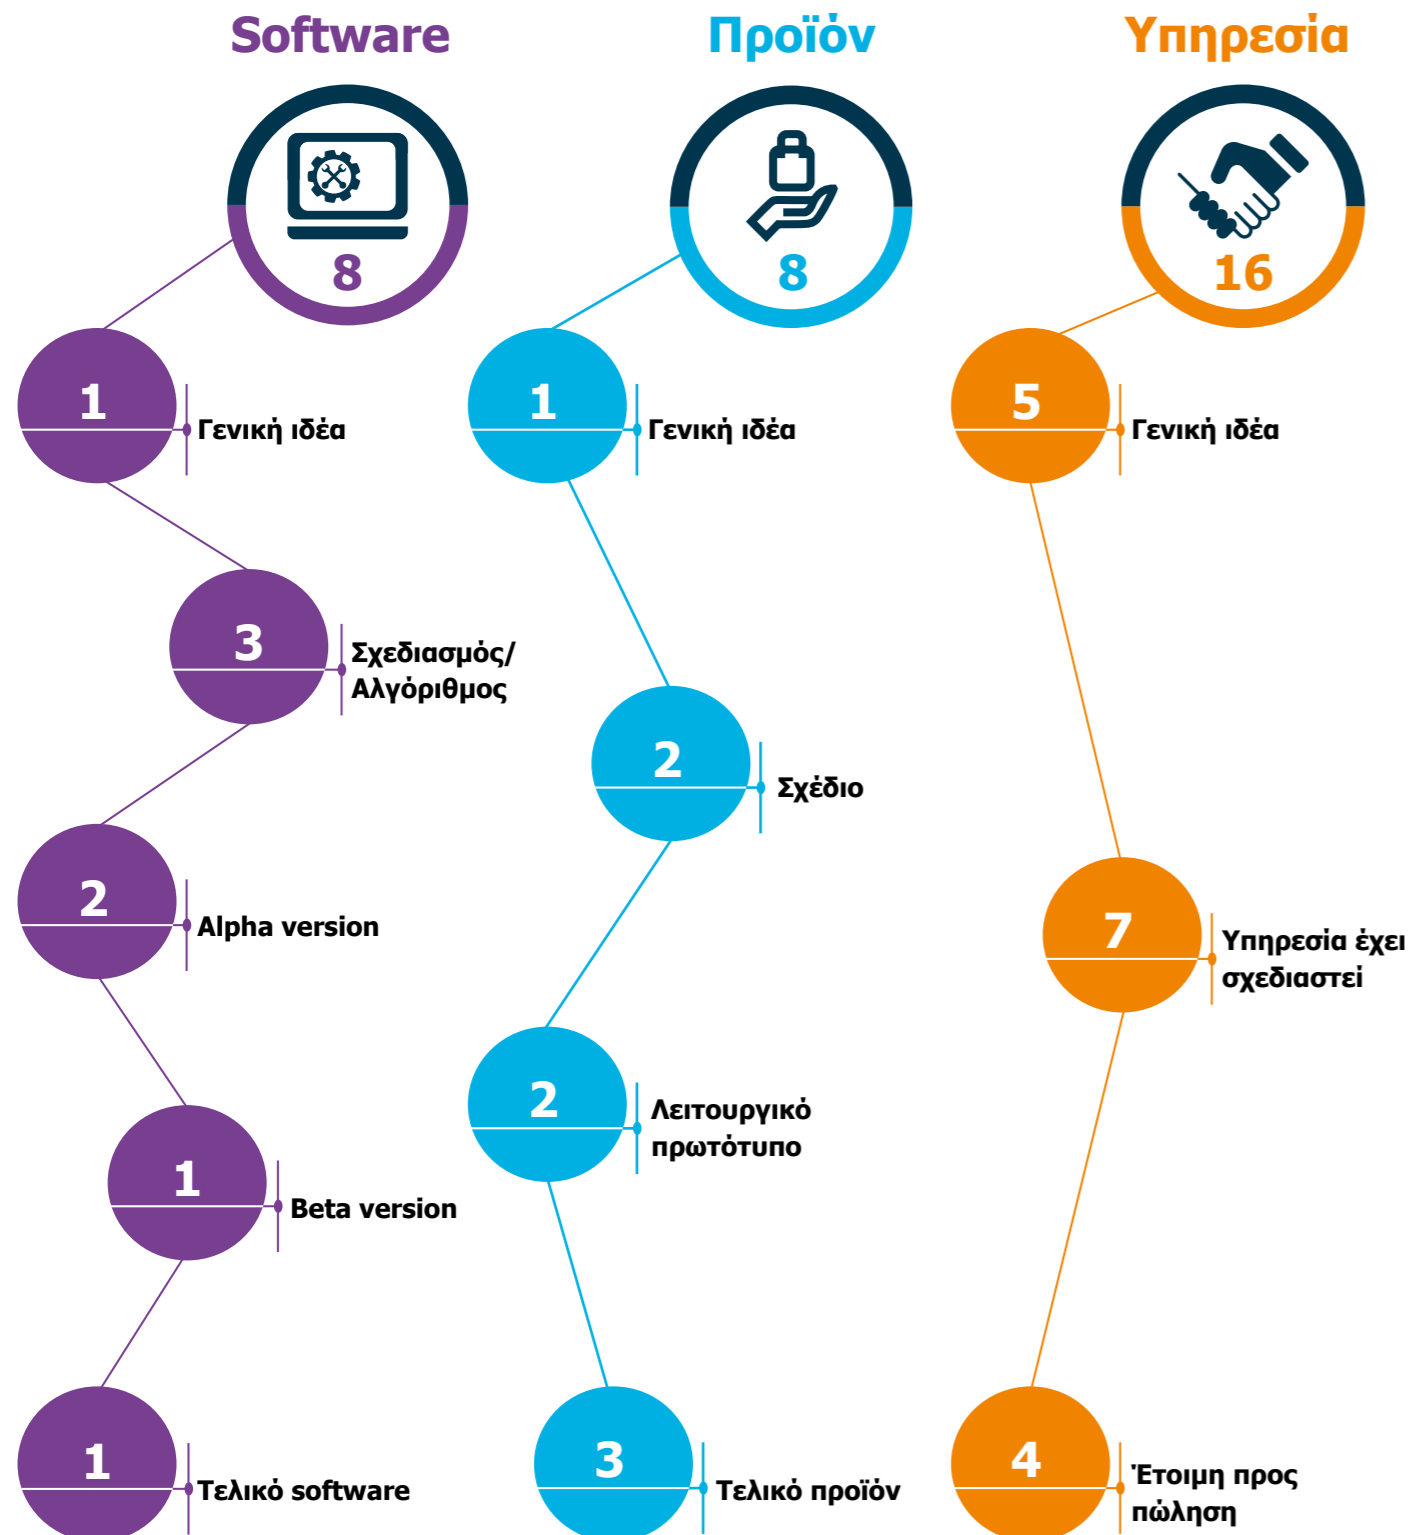 Software
8
1
Γενική ιδέα
3
Σχεδιασμός/
Αλγόριθμος
2
Alpha version
1
Beta version
1
Τελικό software
Προϊόν
8
1
Γενική ιδέα
2
Σχέδιο
2
Λειτουργικό
πρωτότυπο
3
Τελικό προϊόν
Υπηρεσία
16
5
Γενική ιδέα
7
Υπηρεσία έχει
σχεδιαστεί
4
Έτοιμη προς
πώληση